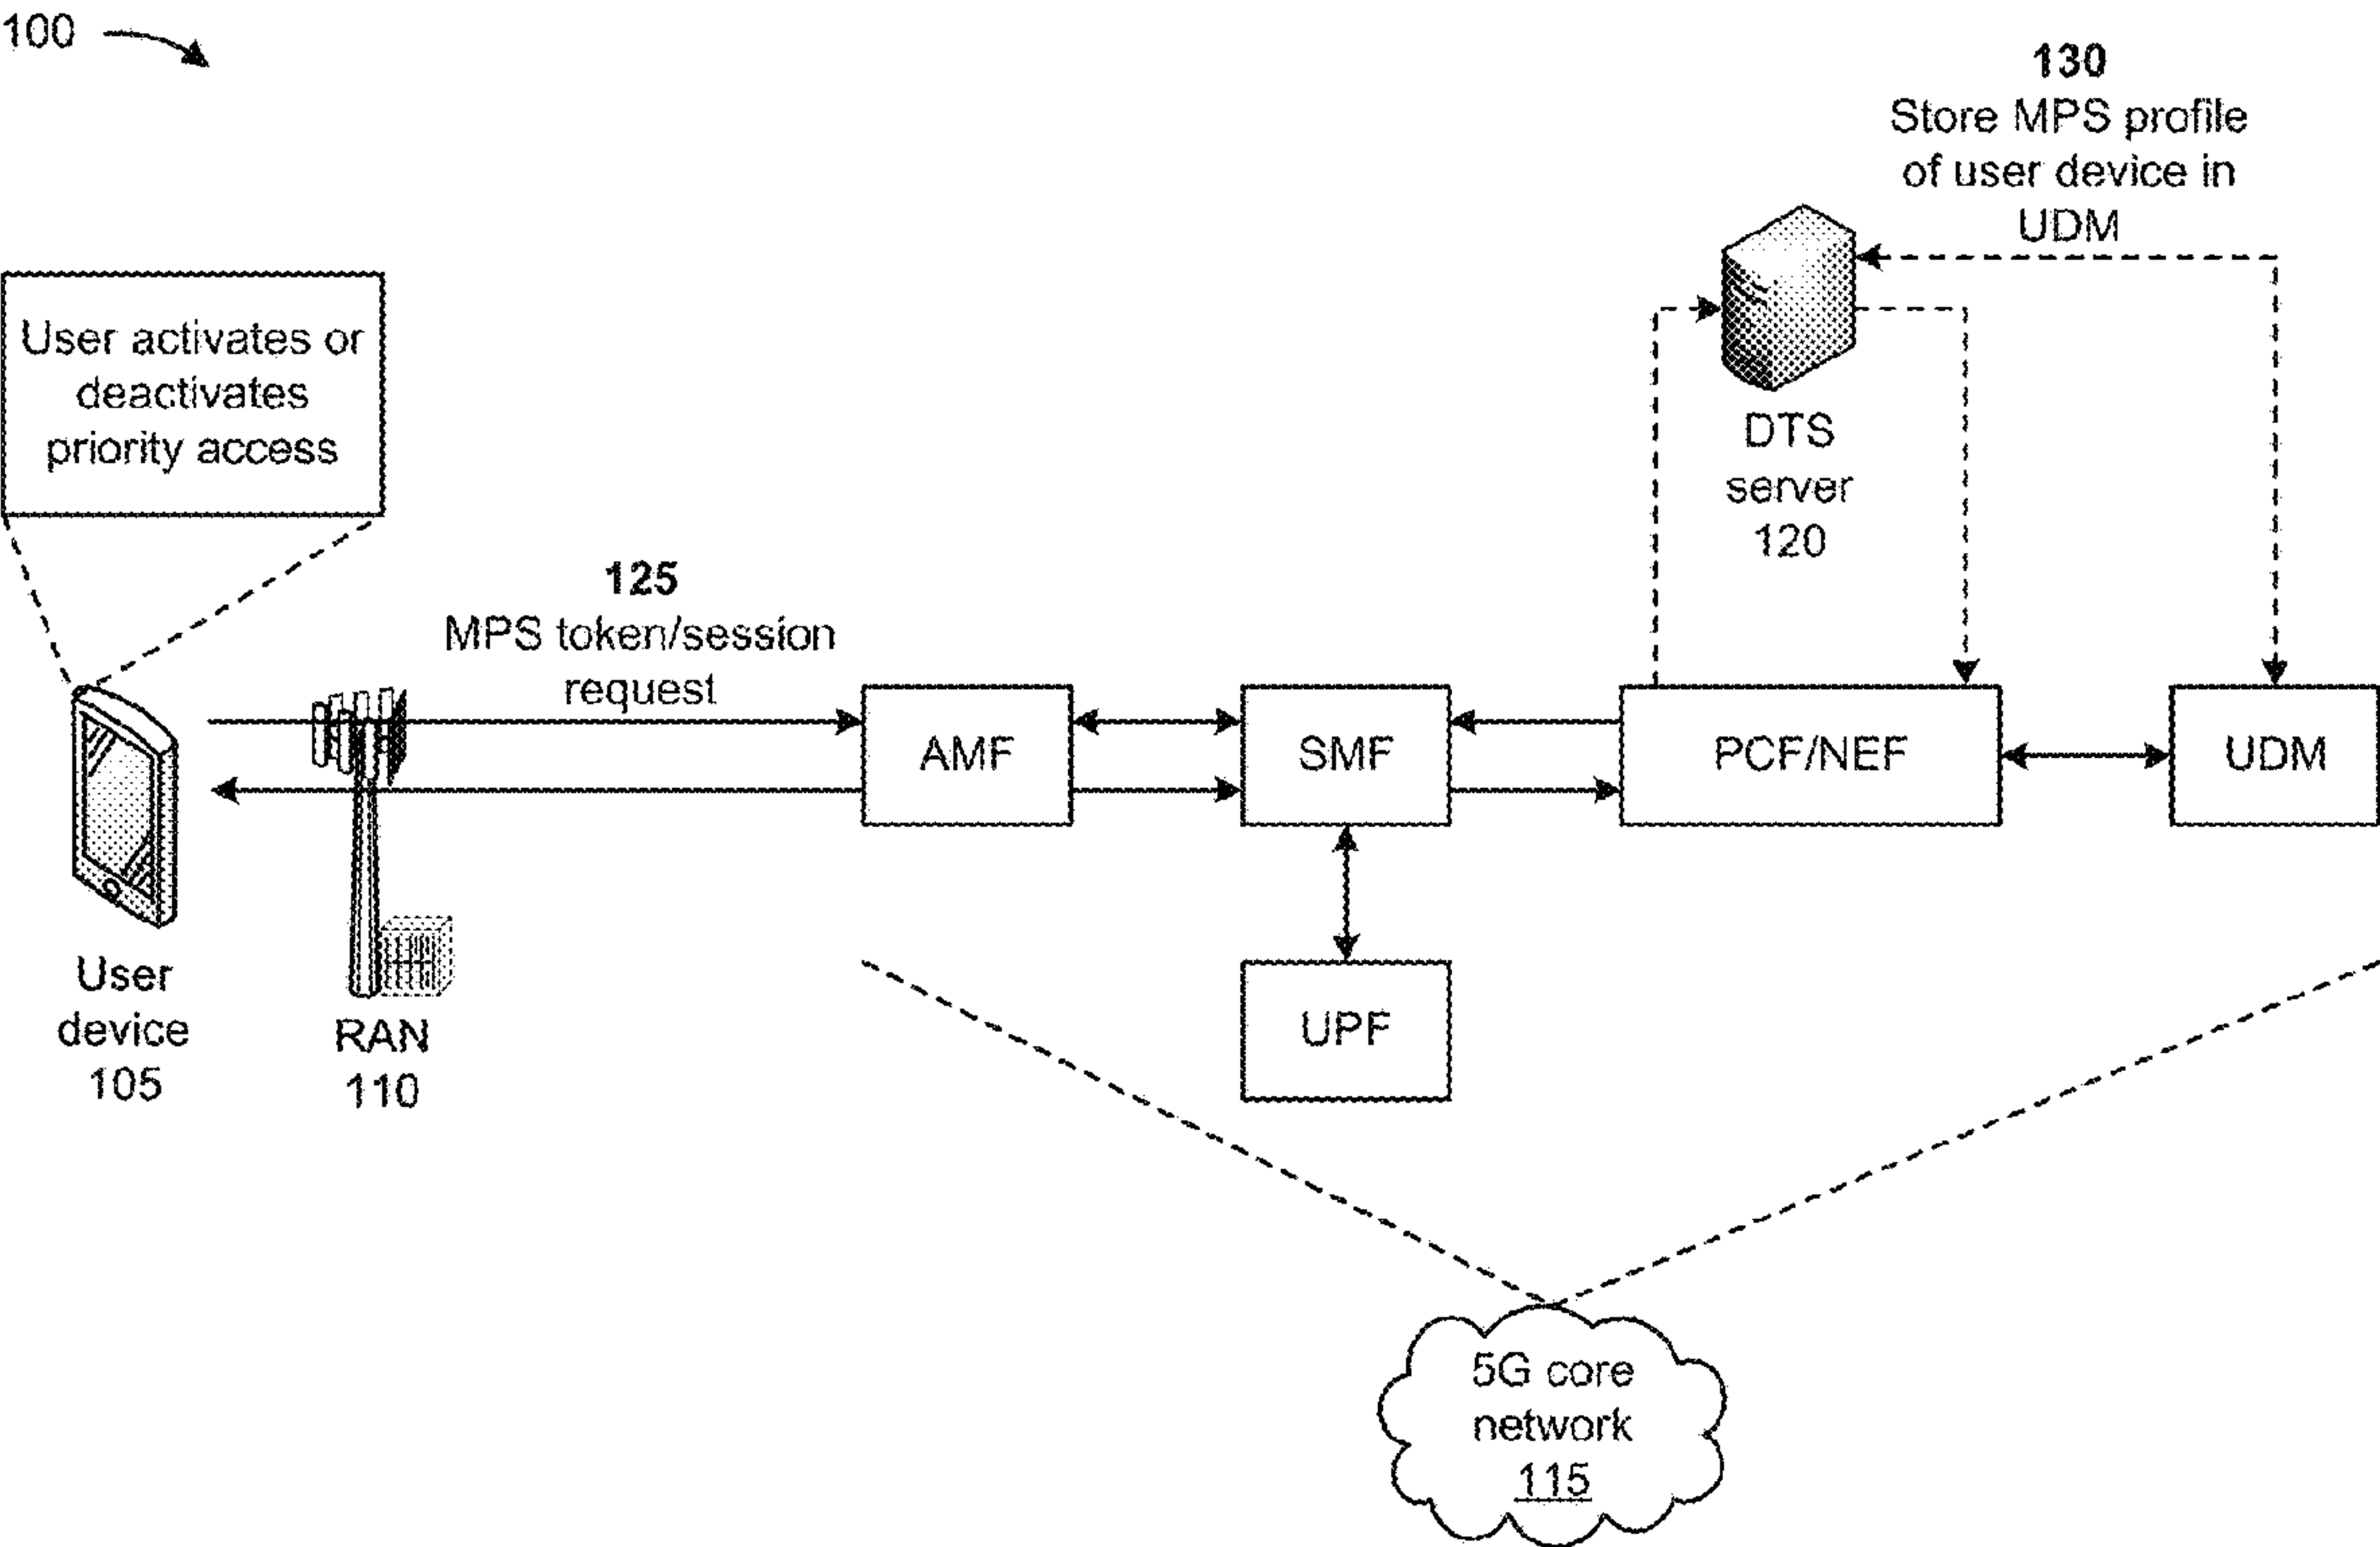 100
130
Store MPS profile
of user device in
UDM
User activates or
deactivates
priority access
DTS
server
120
125
MPS token/session
request
AMF
SMF
PCF/NEF
UDM
User
device
105
RAN
110
UPF
5G core
network
115